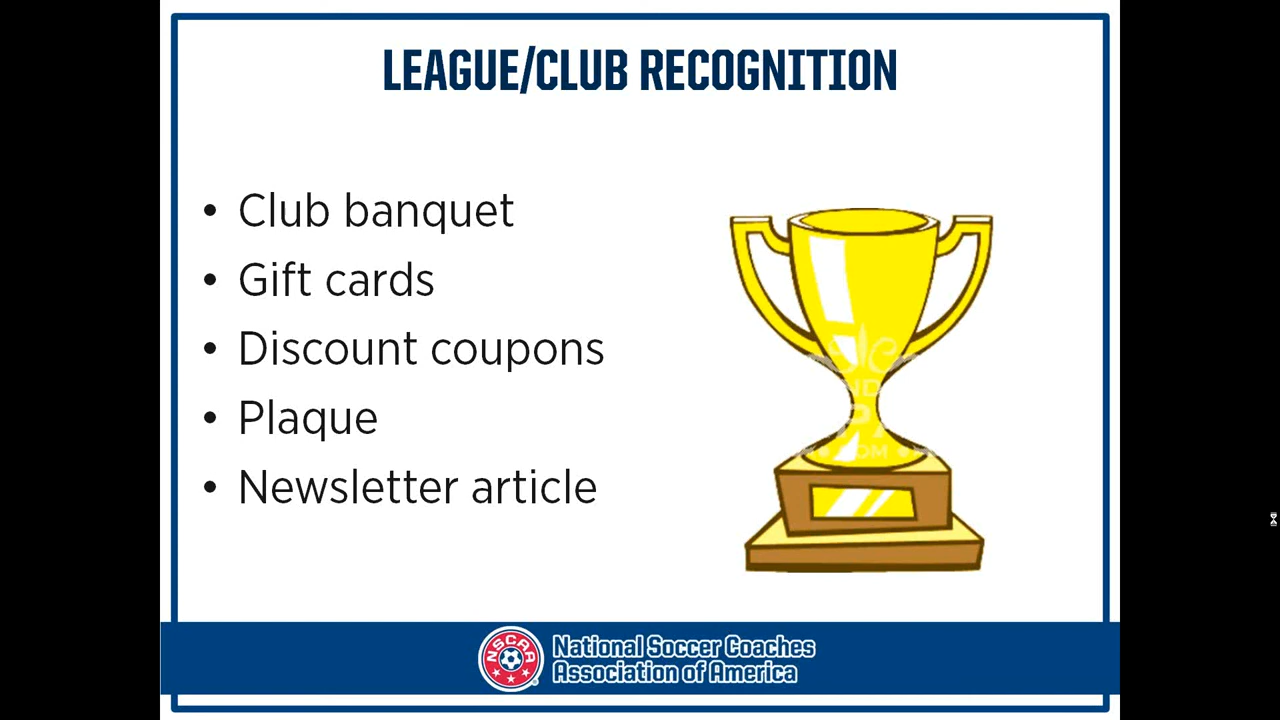 LEAGUE/CLUB RECOGNITION
• Club banquet
• Gift cards
• Discount coupons
• Plaque
• Newsletter article
NSCAA
National Soccer Coaches
Association of America